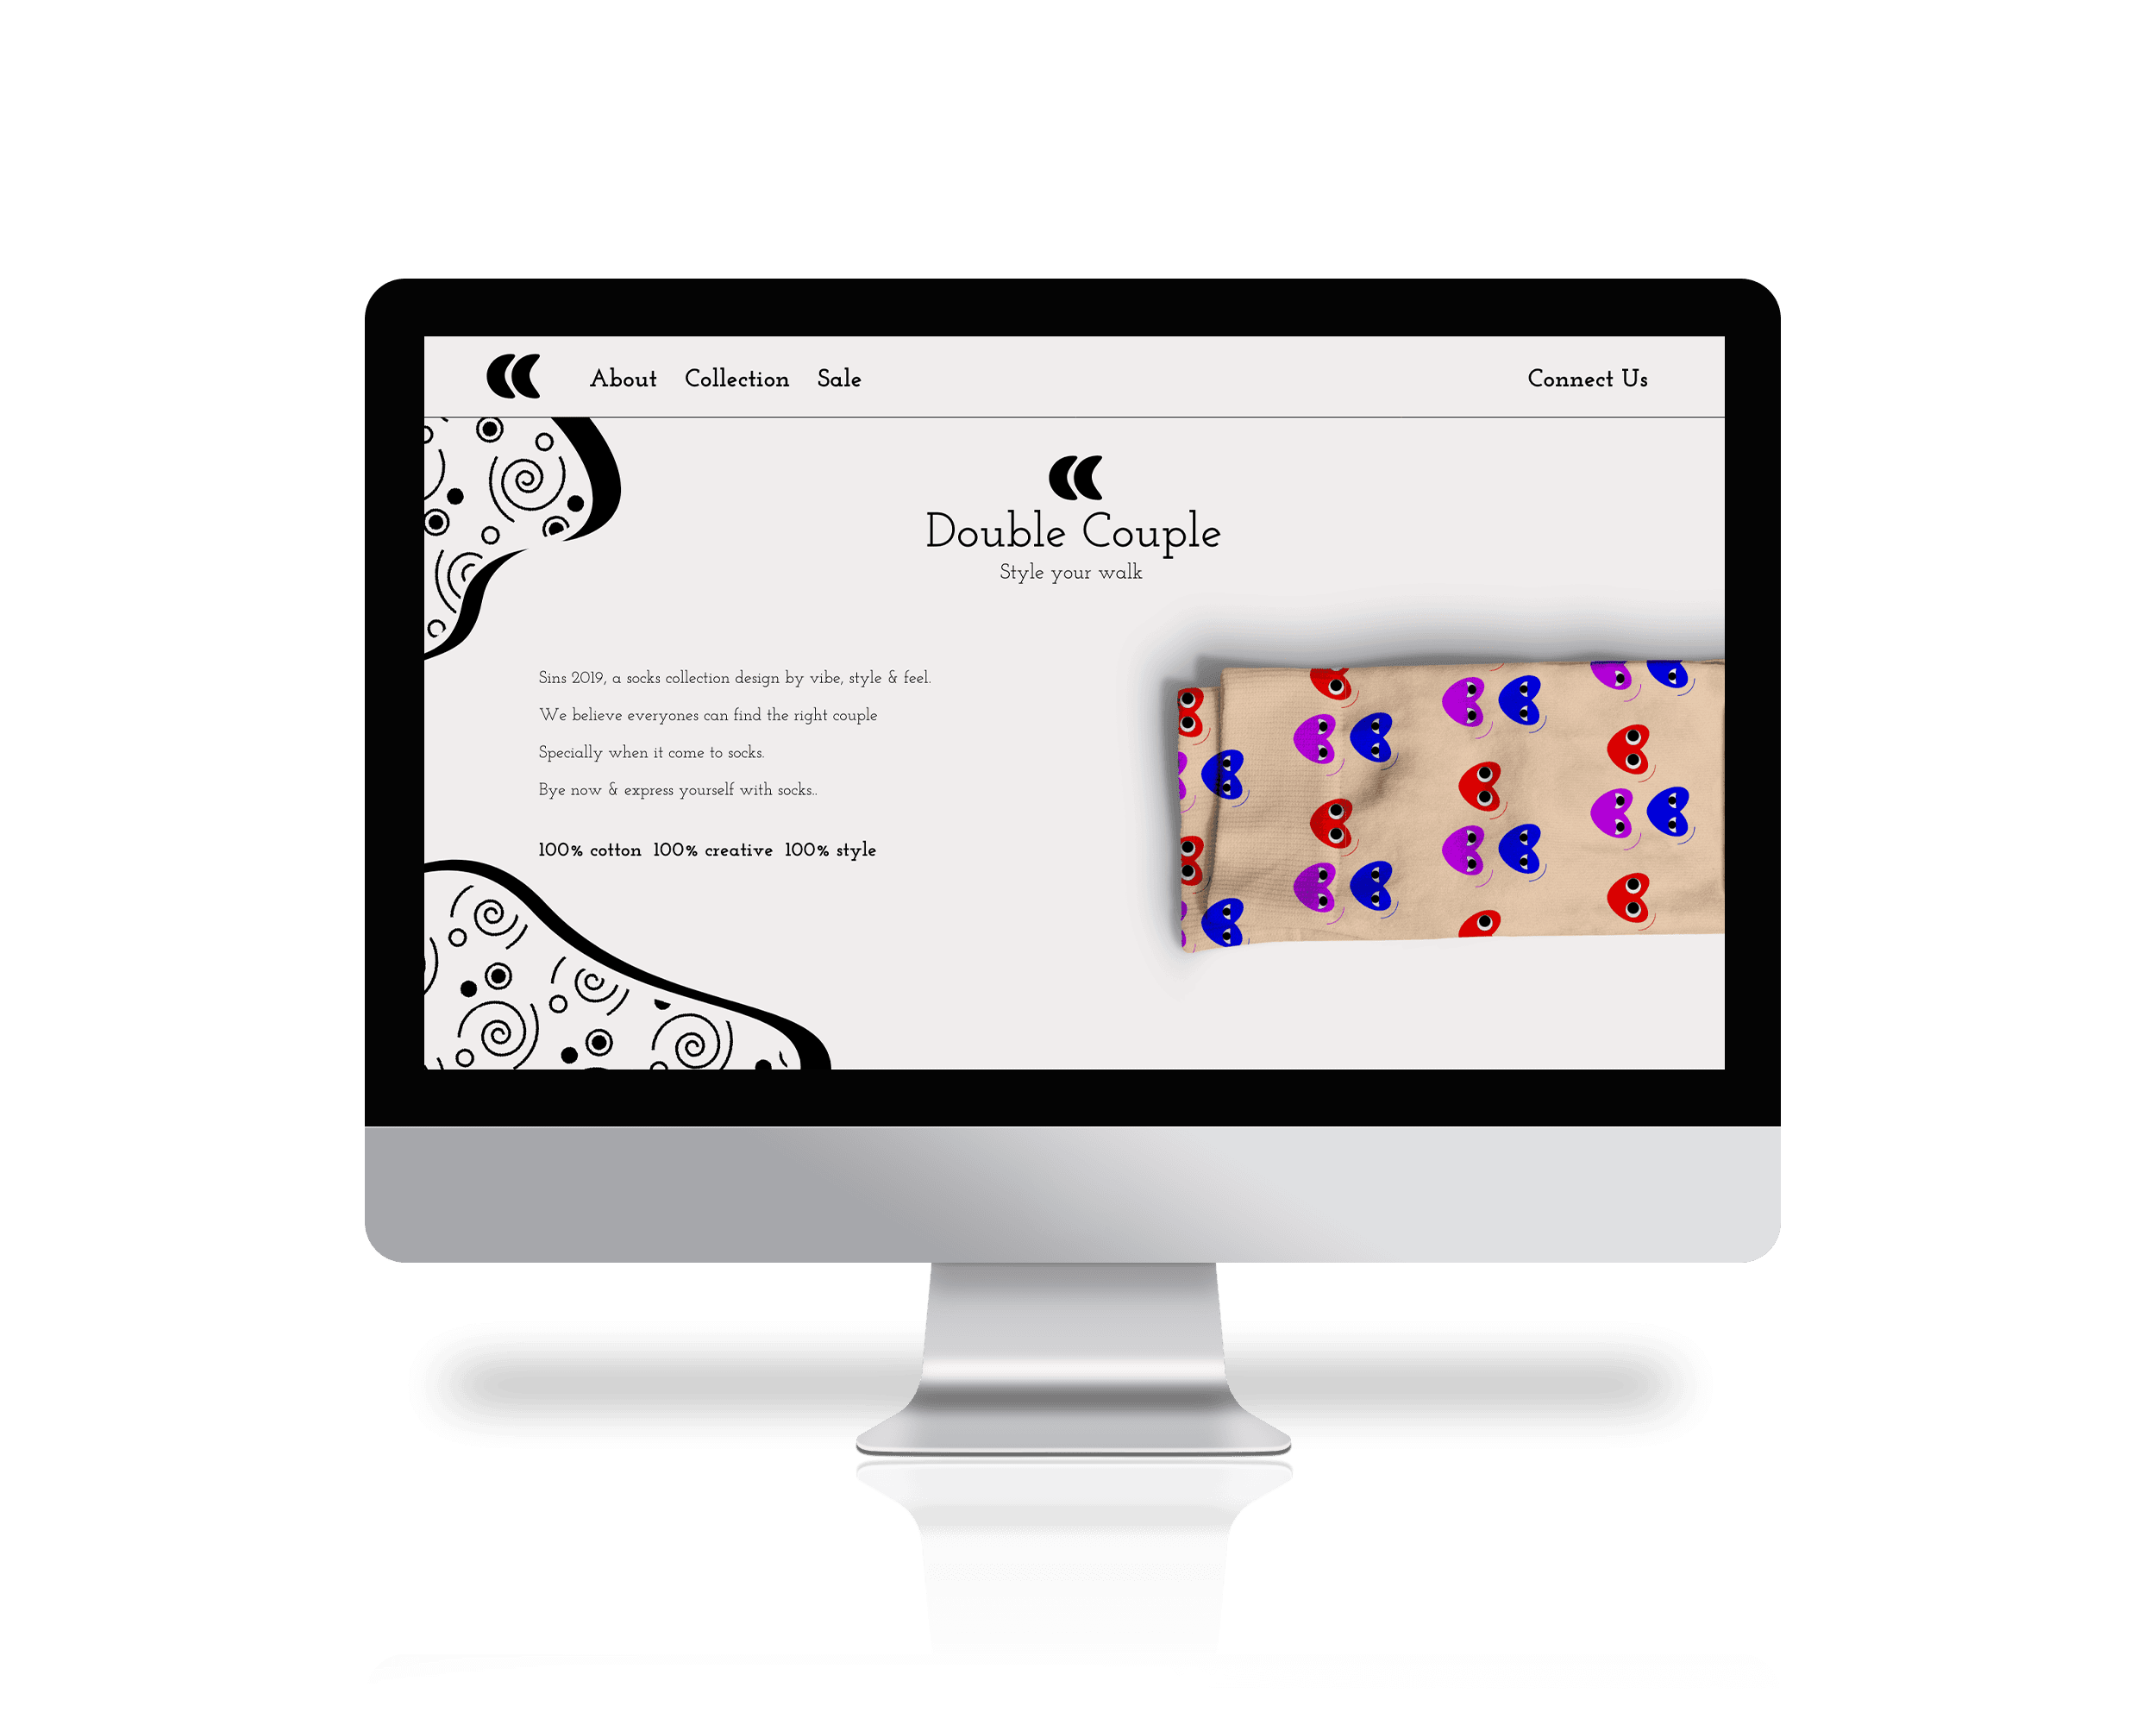 About Collection Sale Connect Us
Double Couple
Style your walk
Sins 2019, a socks collection design by vibe, style & feel.
We believe everyones can find the right couple
Specially when it come to socks.
Bye now & express yourself with socks..
100% cotton 100% creative 100% style